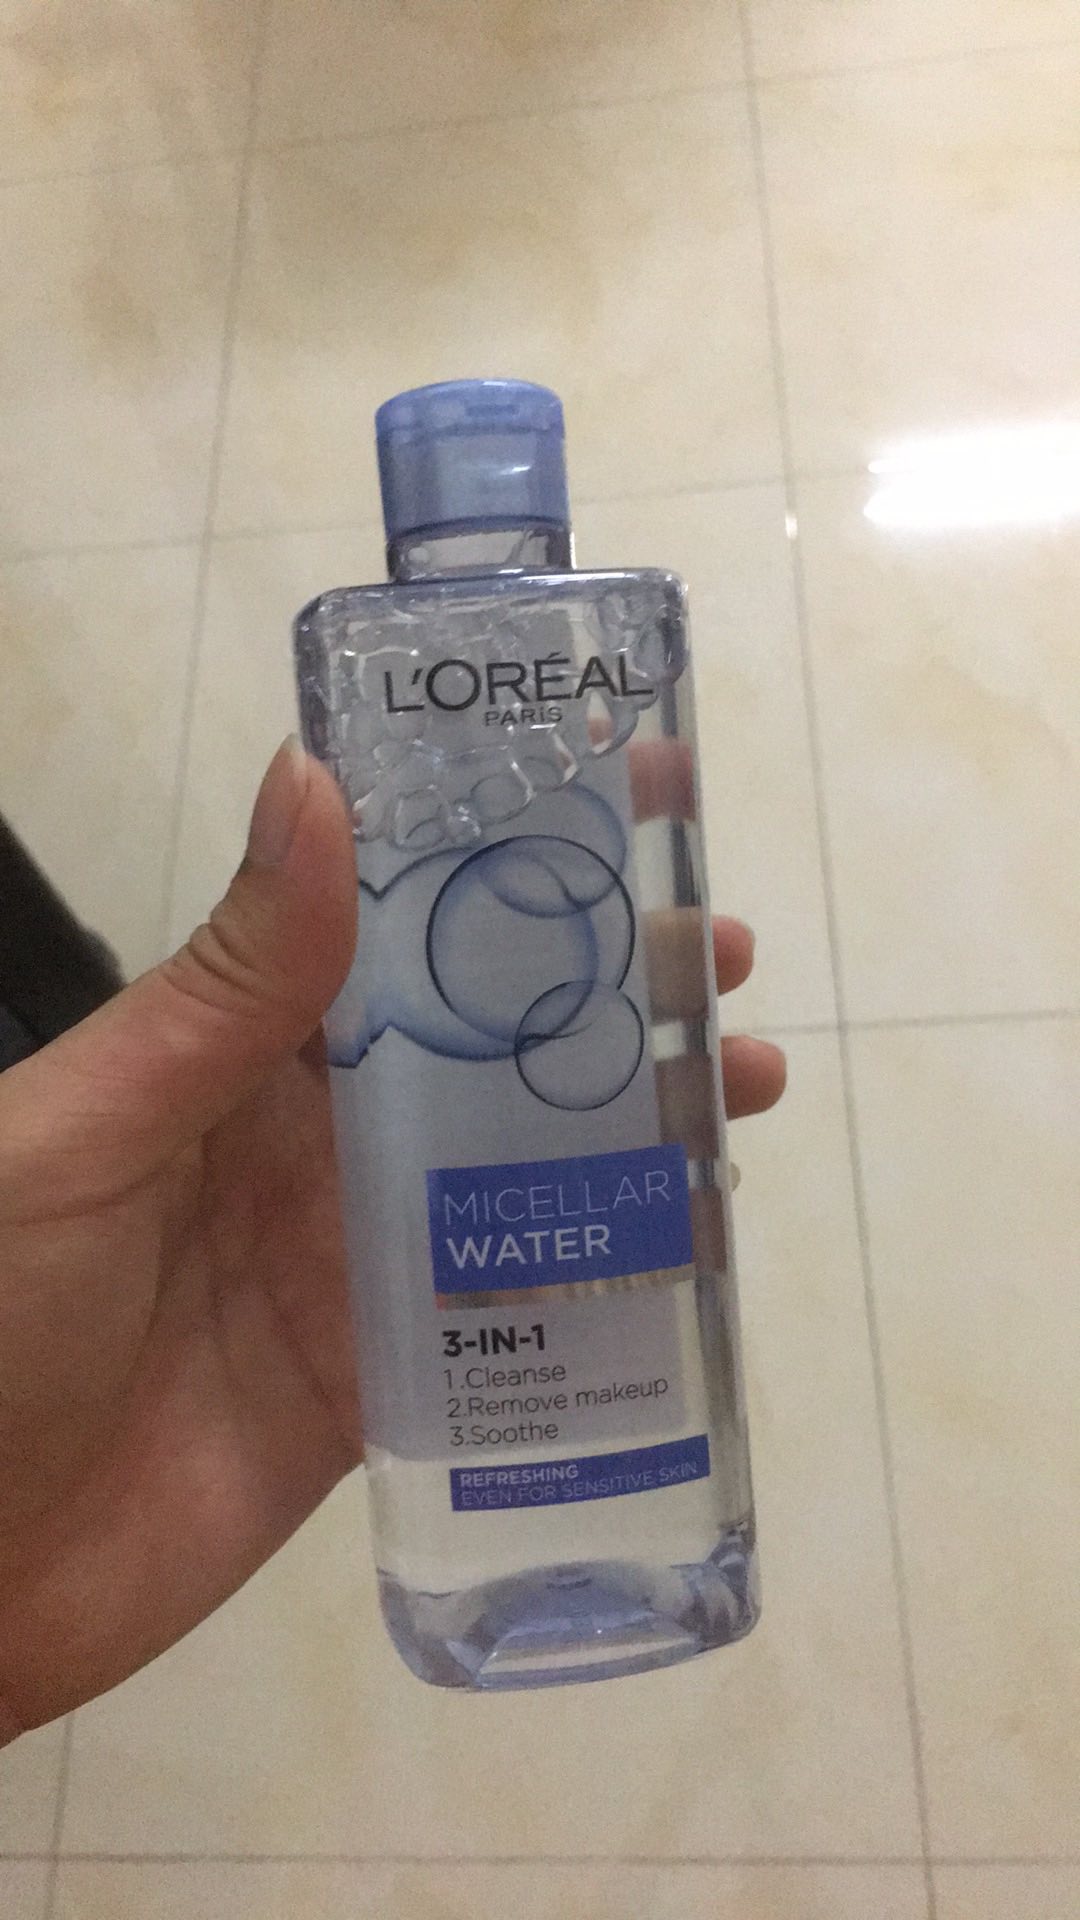 L'ORÉAL
PARiS
MICELLAR
WATER
3-IN-1
1.Cleanse
2.Remove makeup
3.Soothe
REFRESHING
EVEN FOR SENSITIVE SKIN